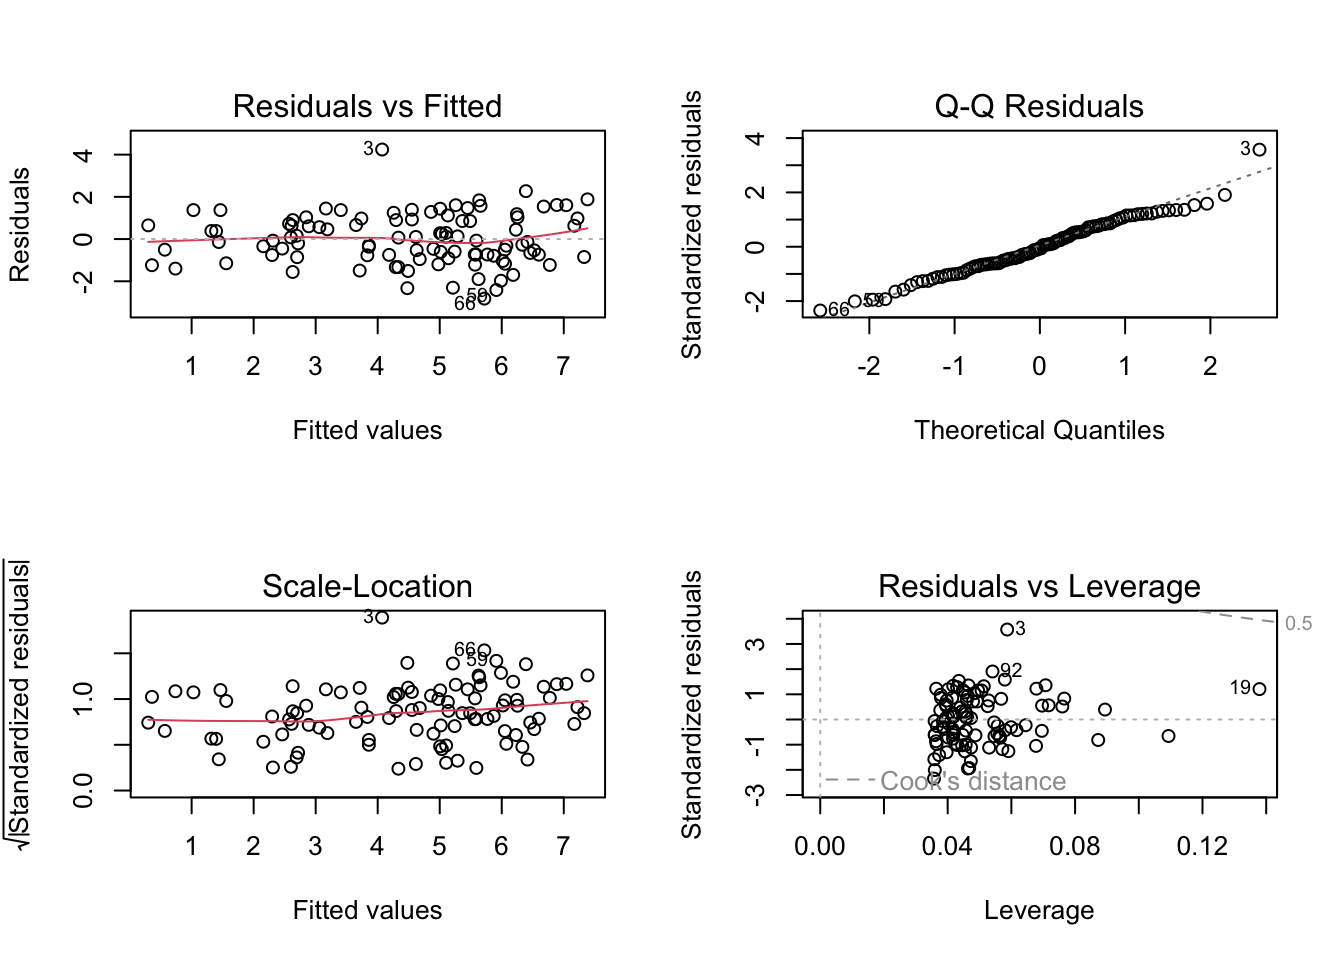 Residuals vs Fitted
Residuals
4
2
0
-2
3
59
66
1 2 3 4 5 6 7
Fitted values
Q-Q Residuals
Standardized residuals
4
2
0
-2
3
59
66
-2 -1 0 1 2
Theoretical Quantiles
Scale-Location
√|Standardized residuals|
1.0
0.0
3
66
59
1 2 3 4 5 6 7
Fitted values
Residuals vs Leverage
Standardized residuals
3
1
-1
-3
0.5
3
92
19
Cook's distance
0.00 0.04 0.08 0.12
Leverage